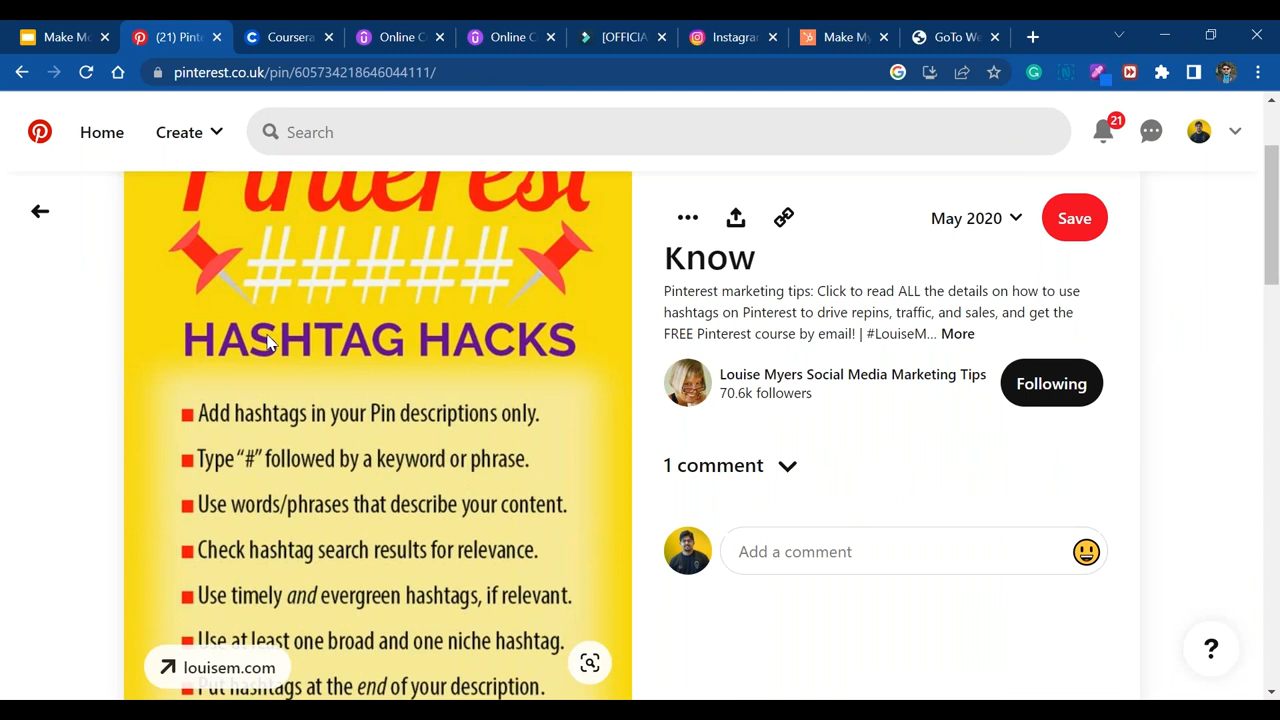 Make Mo
(21) Pint
Coursera
Online C
Online C
[OFFICIA
Instagra
Make My
GoTo We
pinterest.co.uk/pin/605734218646044111/
Home
Create
Search
21
Pinterest
#####
HASHTAG HACKS
Add hashtags in your Pin descriptions only.
Type “#” followed by a keyword or phrase.
Use words/phrases that describe your content.
Check hashtag search results for relevance.
Use timely and evergreen hashtags, if relevant.
Use at least one broad and one niche hashtag.
louisem.com
Put hashtags at the end of your description.
May 2020
Save
Know
Pinterest marketing tips: Click to read ALL the details on how to use
hashtags on Pinterest to drive repins, traffic, and sales, and get the
FREE Pinterest course by email! | #LouiseM... More
Louise Myers Social Media Marketing Tips
70.6k followers
Following
1 comment
Add a comment
?